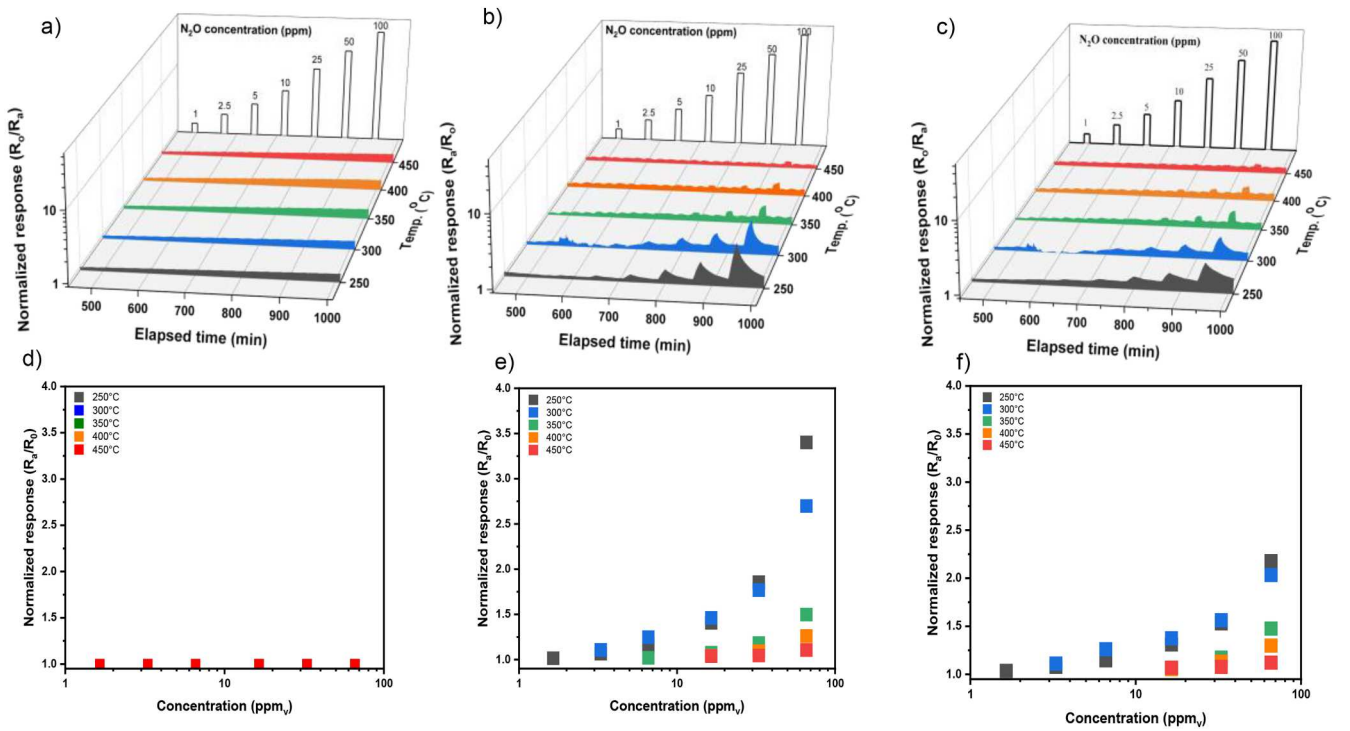 a)
N₂O concentration (ppm)
1
2.5
5
10
25
50
100
Normalized response (R₀/Rₐ)
10
1
500
600
700
800
900
1000
Elapsed time (min)
250
300
350
400
450
Temp. (°C)
b)
N₂O concentration (ppm)
1
2.5
5
10
25
50
100
Normalized response (Rₐ/R₀)
10
1
500
600
700
800
900
1000
Elapsed time (min)
250
300
350
400
450
Temp. (°C)
c)
N₂O concentration (ppm)
1
2.5
5
10
25
50
100
Normalized response (R₀/Rₐ)
10
1
500
600
700
800
900
1000
Elapsed time (min)
250
300
350
400
450
Temp. (°C)
d)
Normalized response (Rₐ/R₀)
4.0
3.5
3.0
2.5
2.0
1.5
1.0
250°C
300°C
350°C
400°C
450°C
1
10
100
Concentration (ppmᵥ)
e)
Normalized response (Rₐ/R₀)
4.0
3.5
3.0
2.5
2.0
1.5
1.0
250°C
300°C
350°C
400°C
450°C
1
10
100
Concentration (ppmᵥ)
f)
Normalized response (Rₐ/R₀)
4.0
3.5
3.0
2.5
2.0
1.5
1.0
250°C
300°C
350°C
400°C
450°C
1
10
100
Concentration (ppmᵥ)